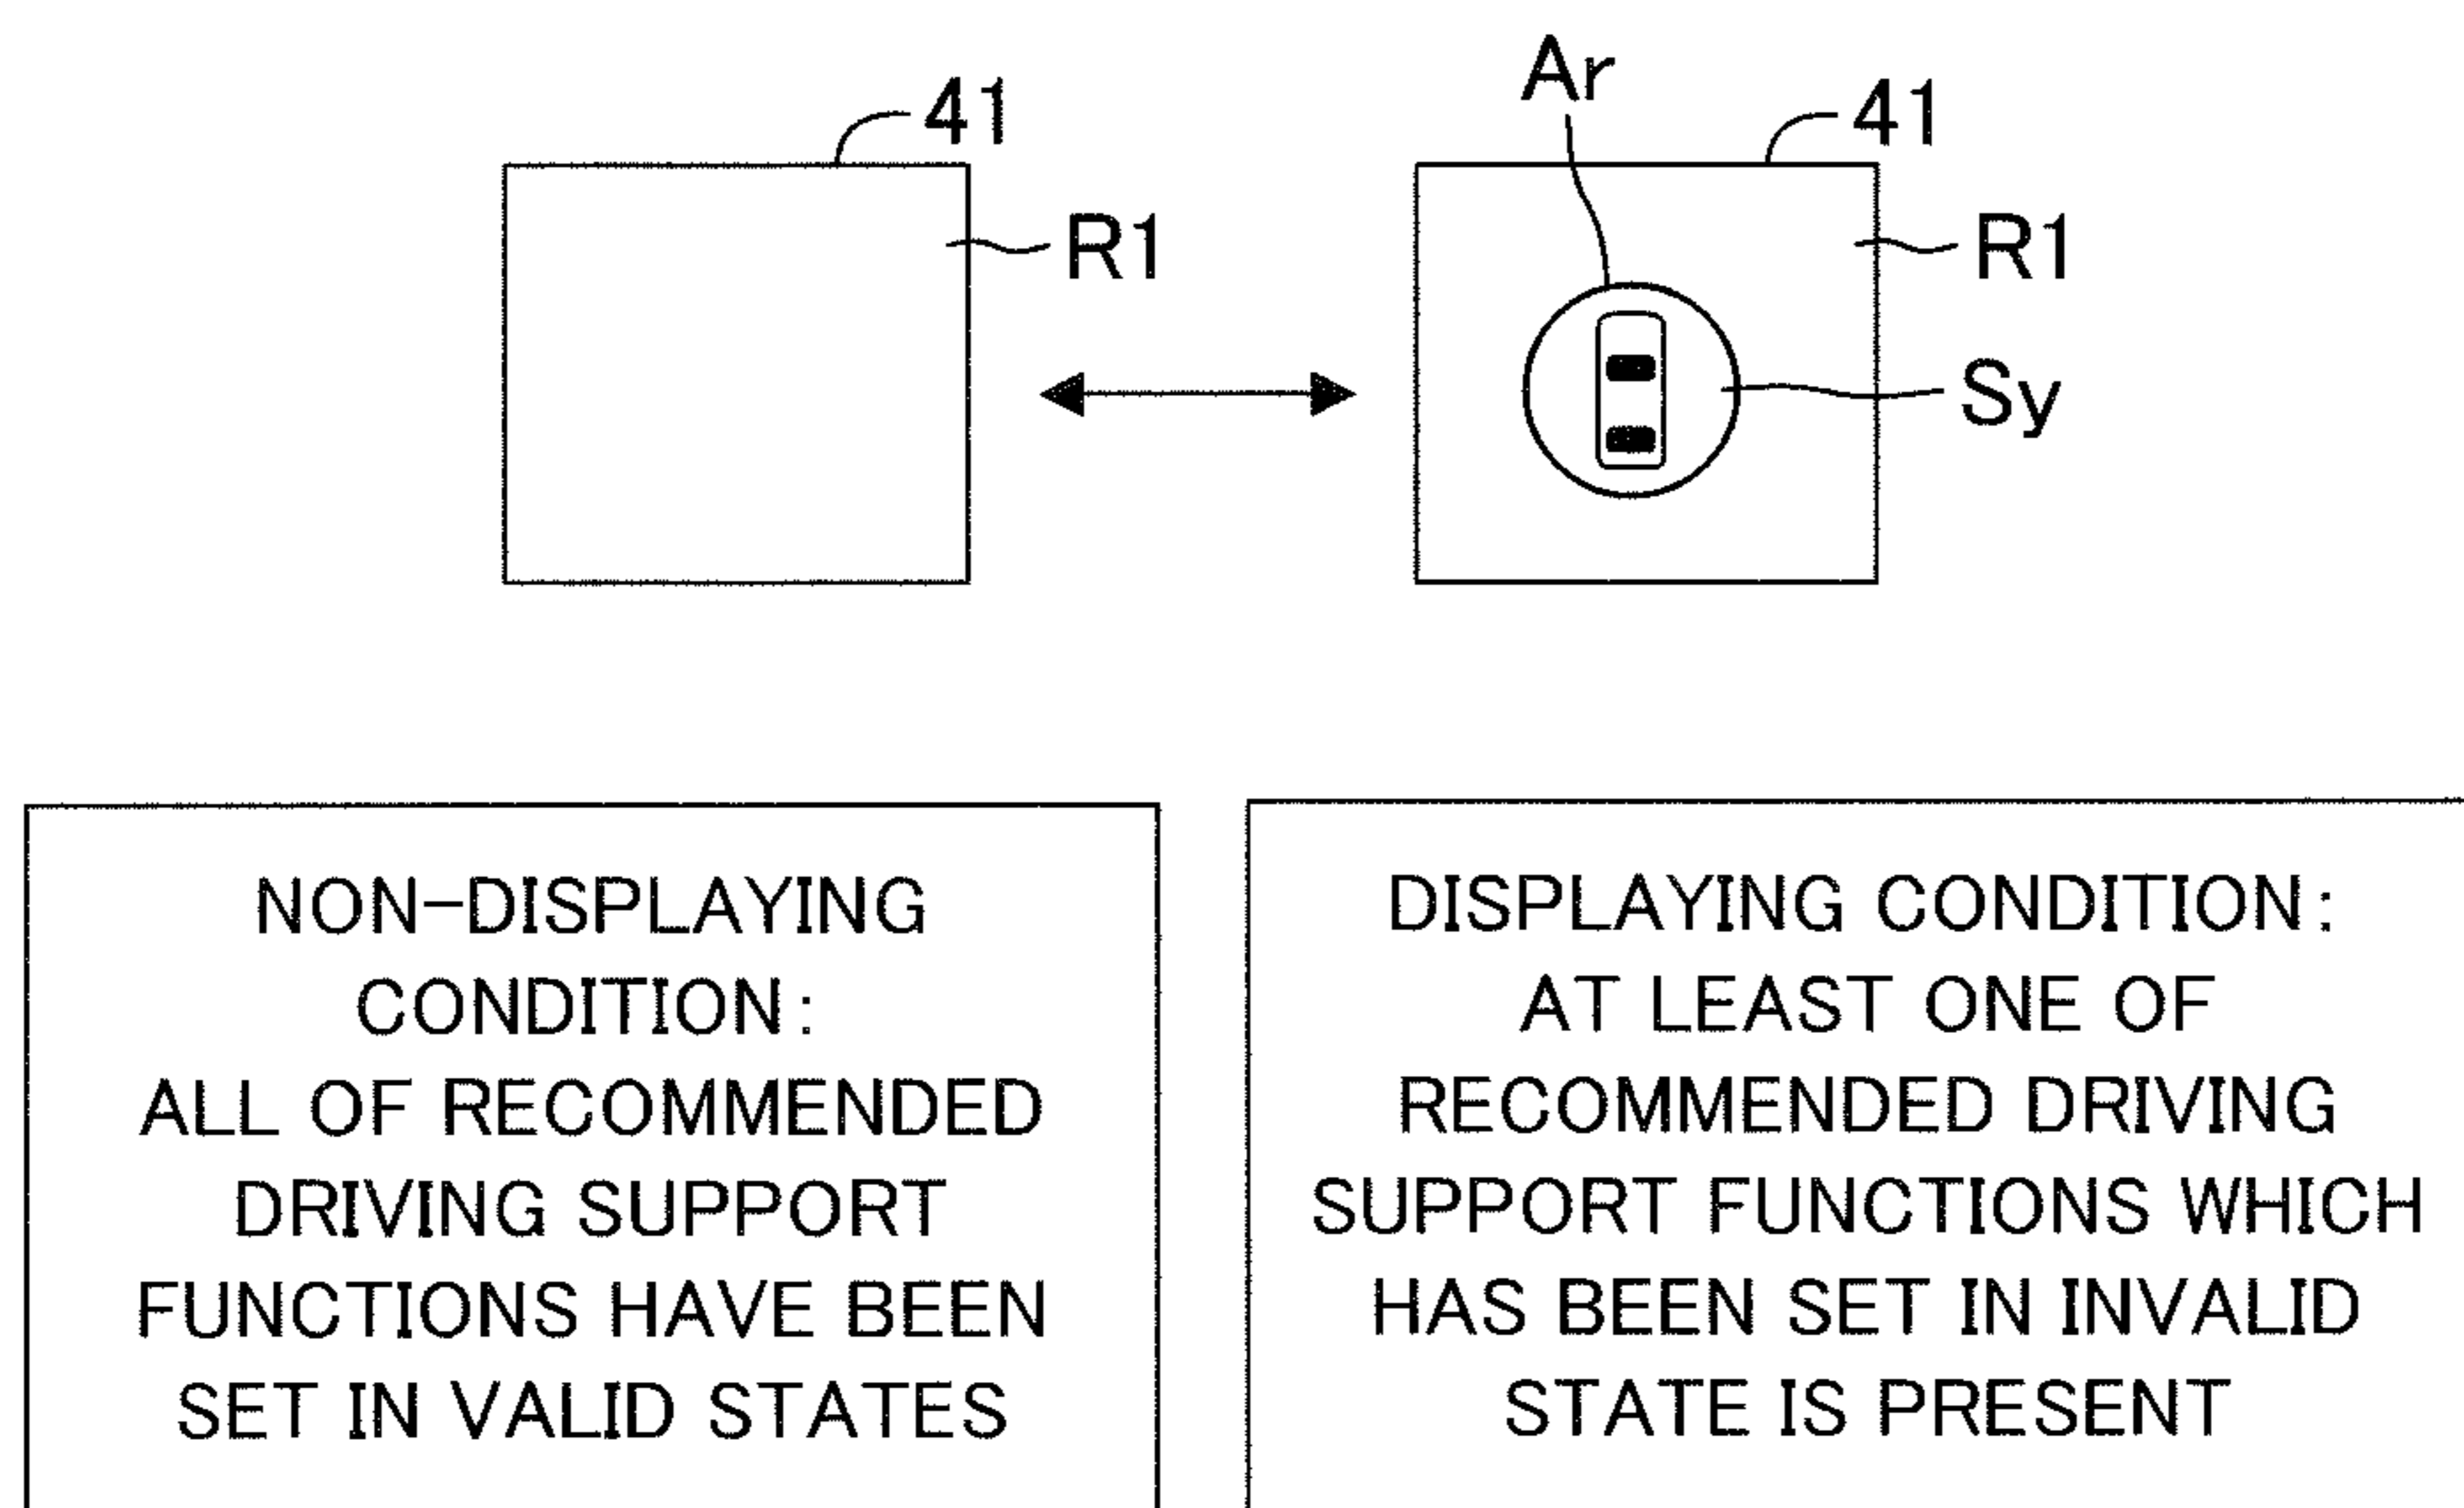 41
R1
Ar
41
R1
Sy
NON-DISPLAYING
CONDITION:
ALL OF RECOMMENDED
DRIVING SUPPORT
FUNCTIONS HAVE BEEN
SET IN VALID STATES
DISPLAYING CONDITION:
AT LEAST ONE OF
RECOMMENDED DRIVING
SUPPORT FUNCTIONS WHICH
HAS BEEN SET IN INVALID
STATE IS PRESENT